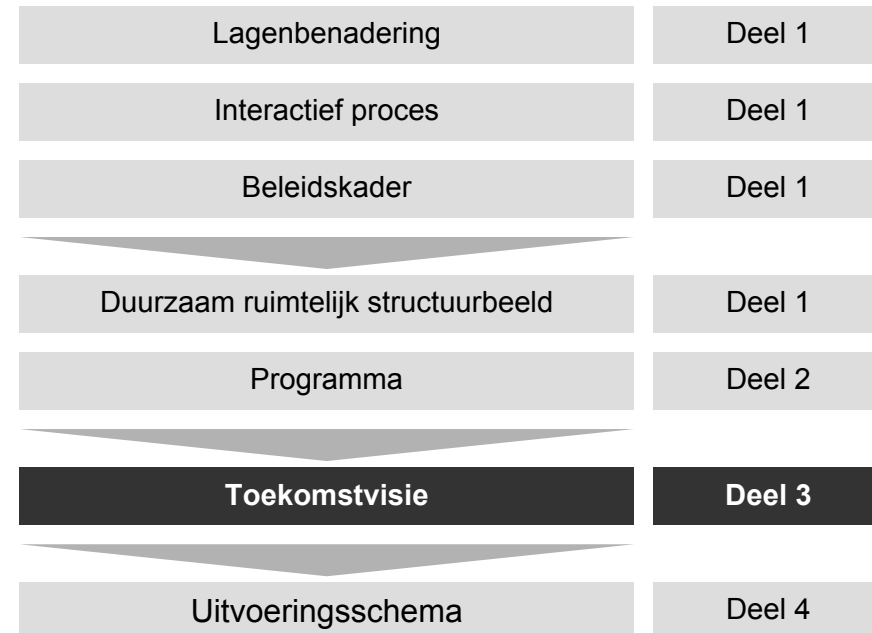 Lagenbenadering Deel 1
Interactief proces Deel 1
Beleidskader Deel 1
Duurzaam ruimtelijk structuurbeeld Deel 1
Programma Deel 2
Toekomstvisie Deel 3
Uitvoeringsschema Deel 4